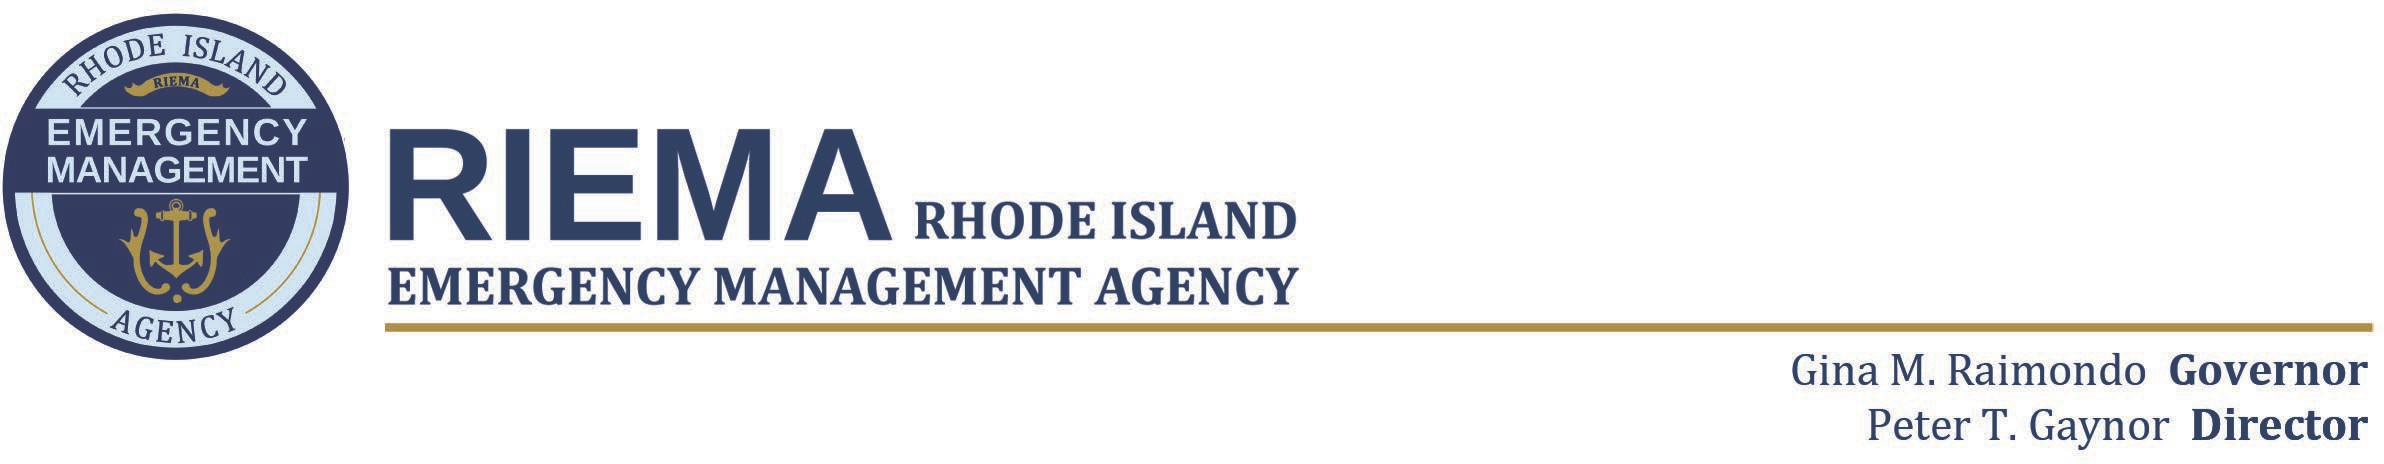 RHODE ISLAND
RIEMA
EMERGENCY
MANAGEMENT
AGENCY
RIEMA RHODE ISLAND
EMERGENCY MANAGEMENT AGENCY
Gina M. Raimondo Governor
Peter T. Gaynor Director